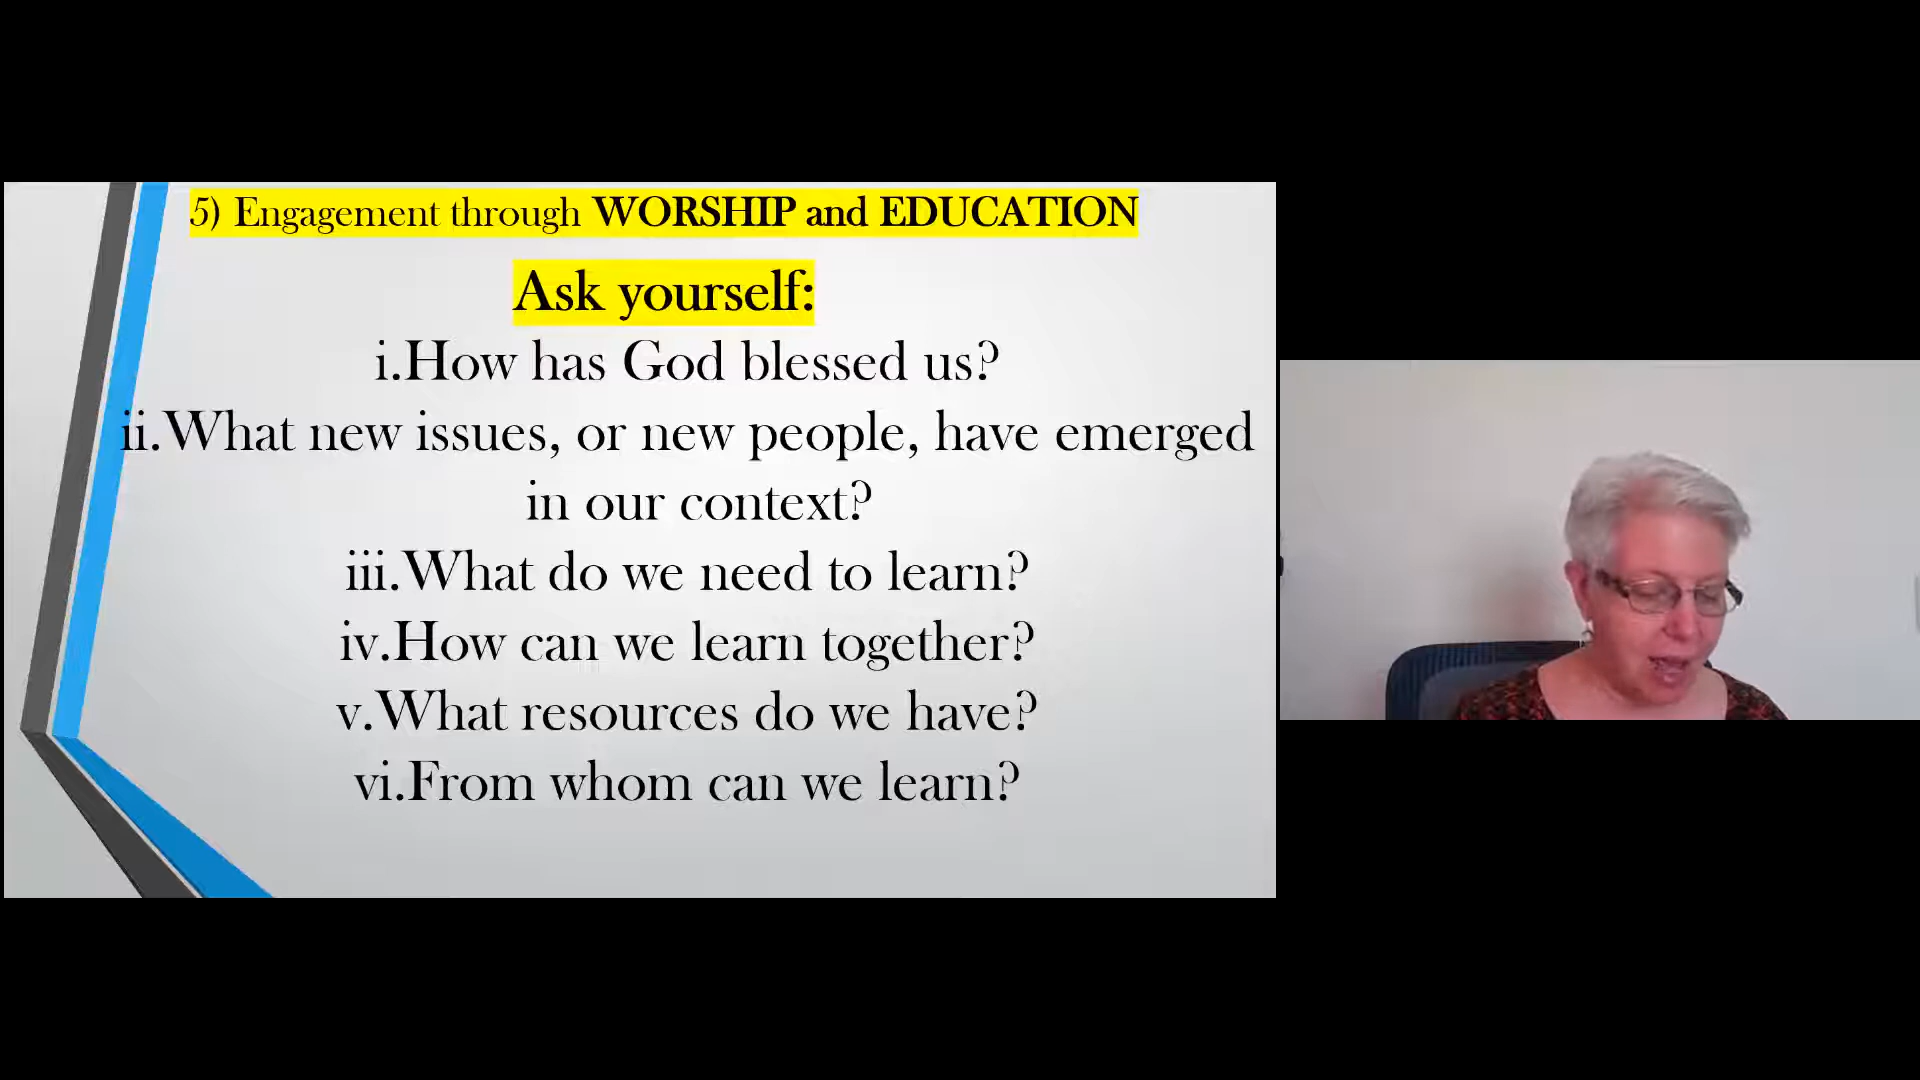 5) Engagement through WORSHIP and EDUCATION
Ask yourself:
i.How has God blessed us?
ii.What new issues, or new people, have emerged
in our context?
iii.What do we need to learn?
iv.How can we learn together?
v.What resources do we have?
vi.From whom can we learn?